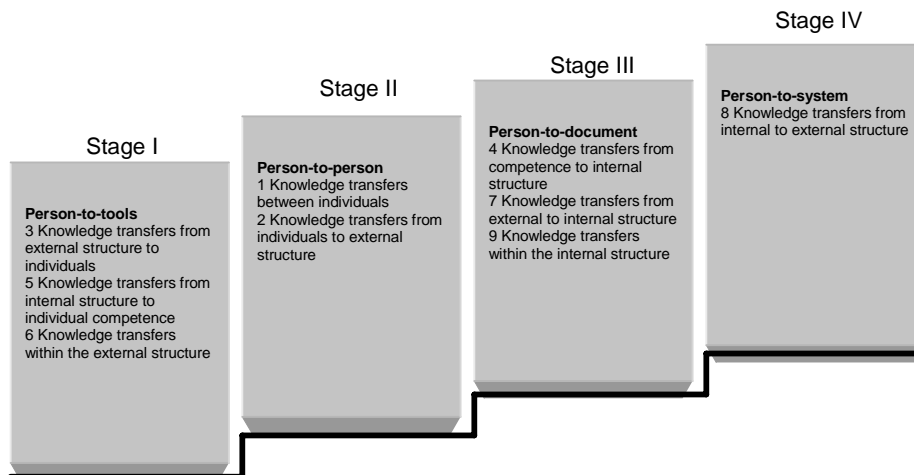 Stage I
Person-to-tools
3 Knowledge transfers from
external structure to
individuals
5 Knowledge transfers from
internal structure to
individual competence
6 Knowledge transfers
within the external structure
Stage II
Person-to-person
1 Knowledge transfers
between individuals
2 Knowledge transfers from
individuals to external
structure
Stage III
Person-to-document
4 Knowledge transfers from
competence to internal
structure
7 Knowledge transfers from
external to internal structure
9 Knowledge transfers
within the internal structure
Stage IV
Person-to-system
8 Knowledge transfers from
internal to external structure